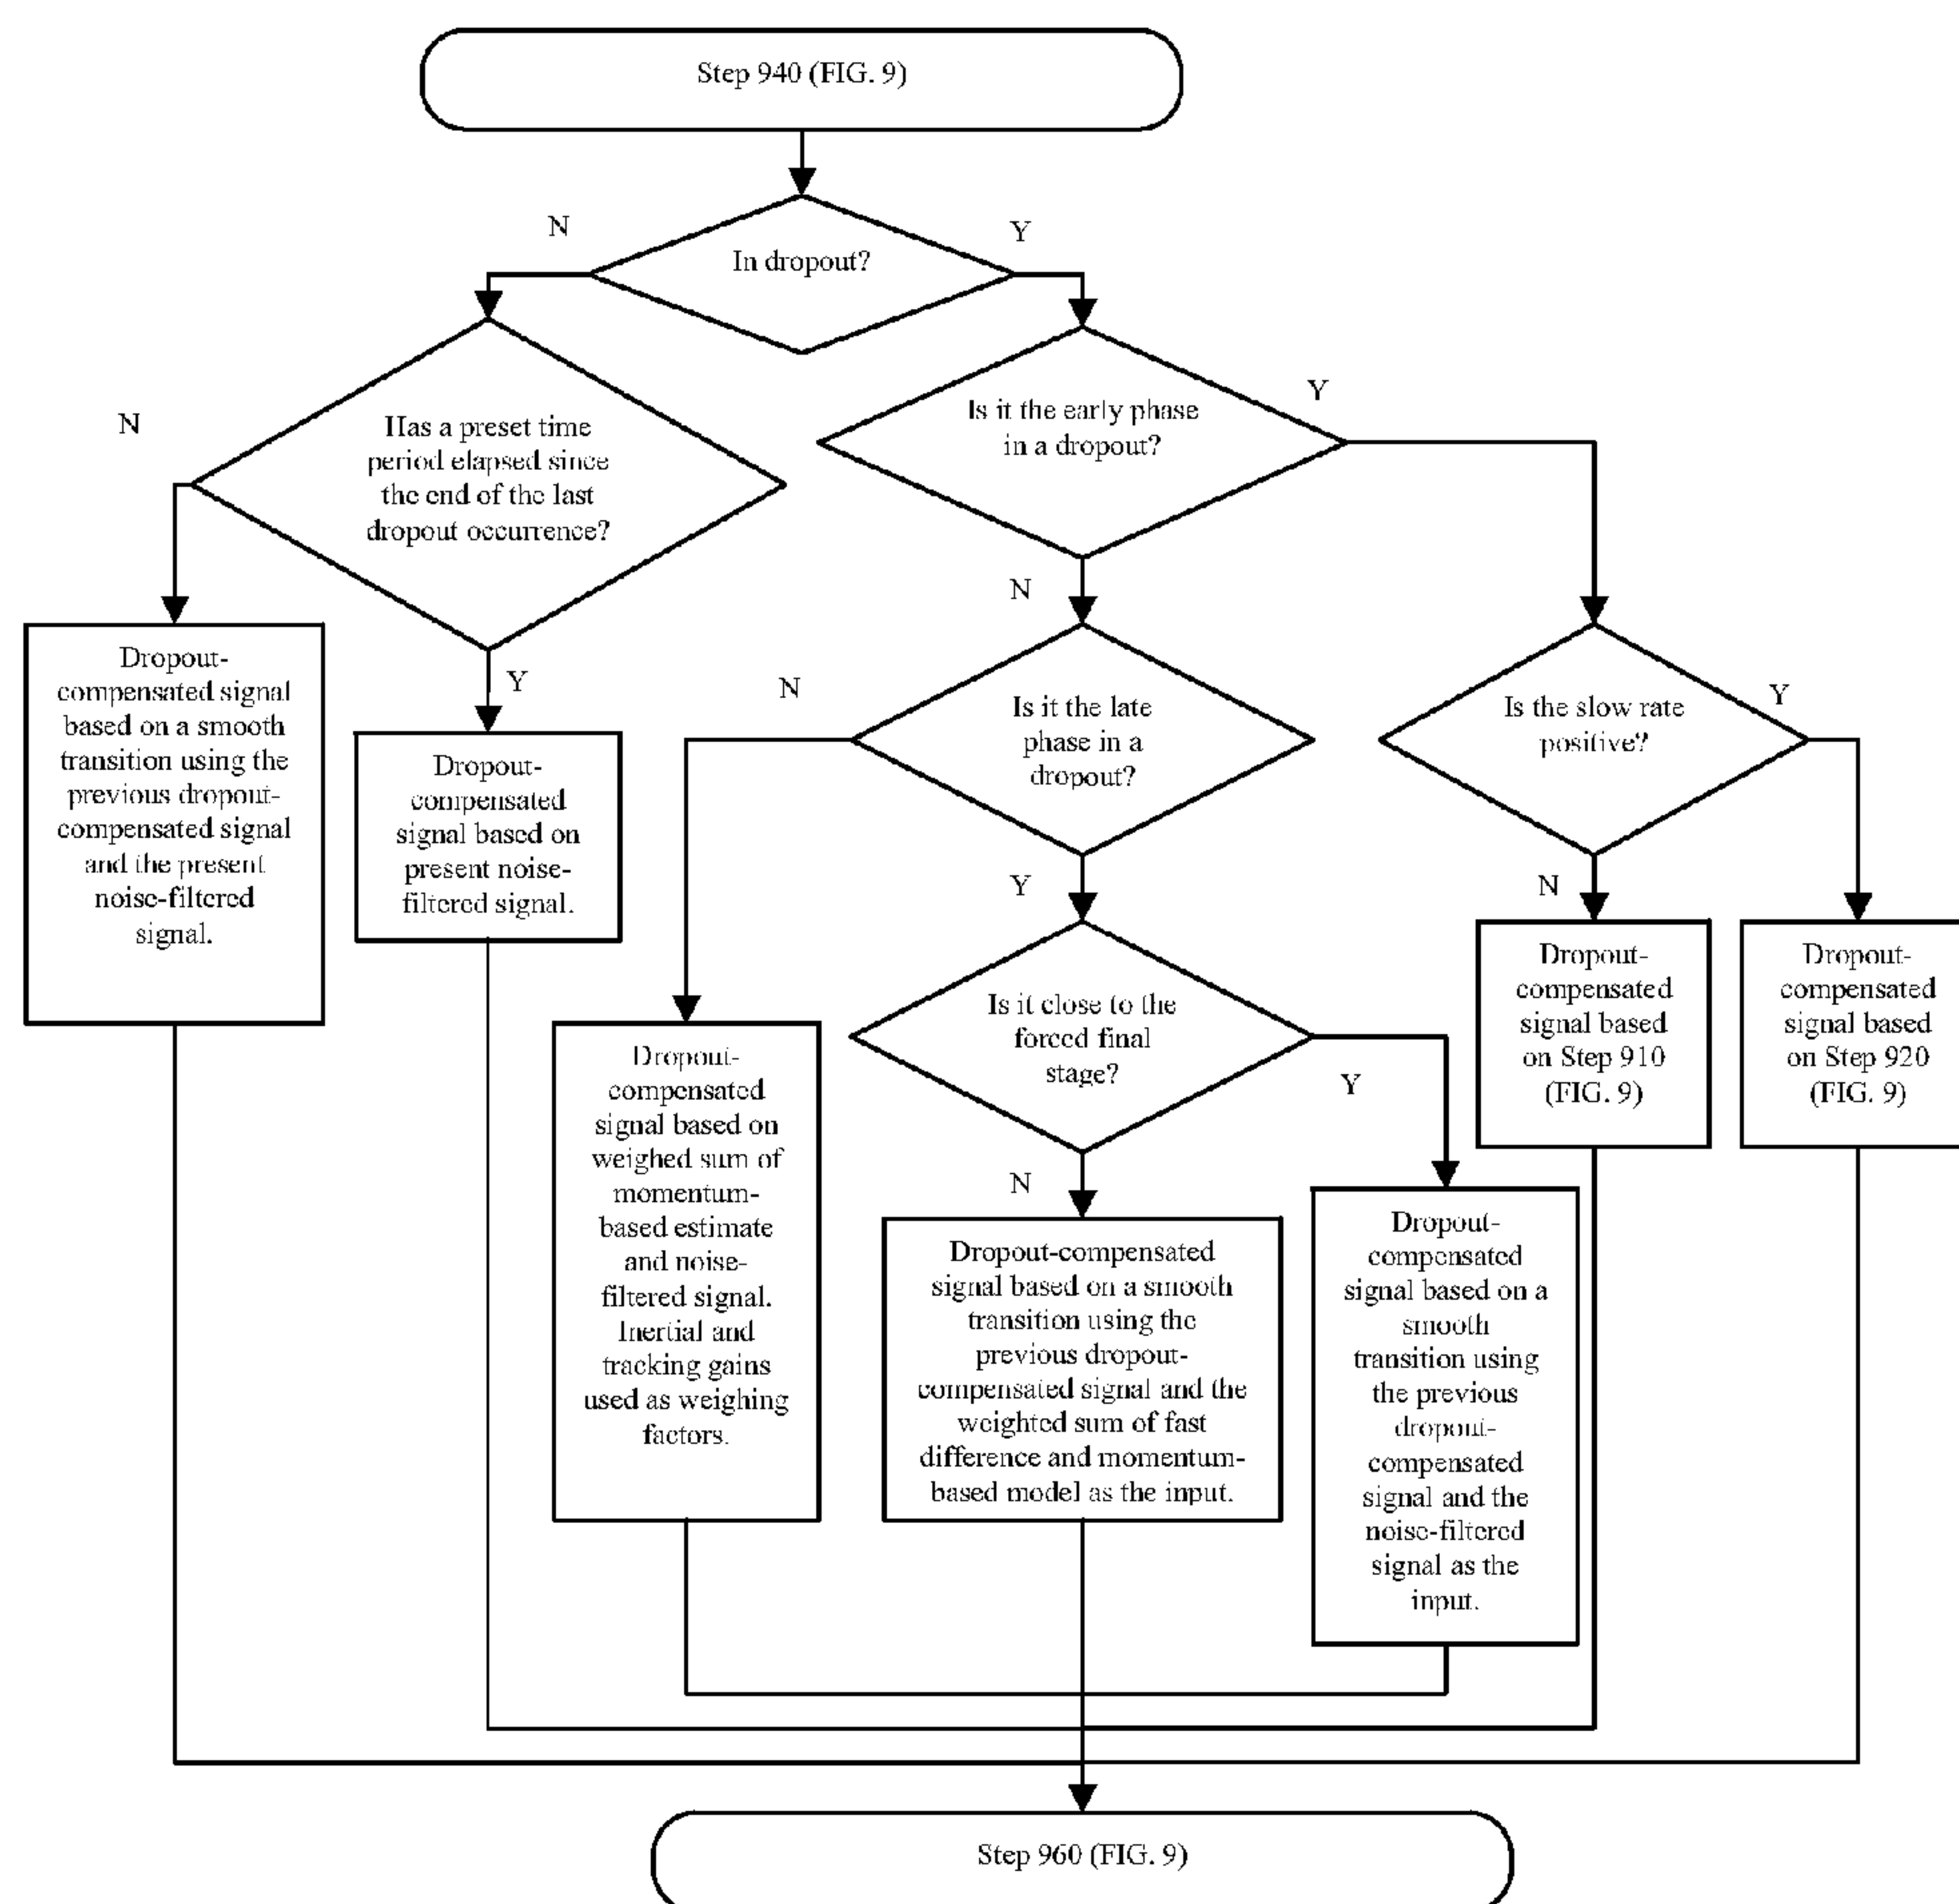 Step 940 (FIG. 9)
N
Y
In dropout?
N
Has a preset time
period elapsed since
the end of the last
dropout occurrence?
Y
Is it the early phase
in a dropout?
Y
N
Dropout-
compensated signal
based on a smooth
transition using the
previous dropout-
compensated signal
and the present
noise-filtered
signal.
Y
Dropout-
compensated
signal based on
present noise-
filtered signal.
N
Is it the late
phase in a
dropout?
Y
Is the slow rate
positive?
Y
N
Is it close to the
forced final
stage?
Y
N
Dropout-
compensated
signal based
on Step 910
(FIG. 9)
Dropout-
compensated
signal based
on Step 920
(FIG. 9)
Dropout-
compensated
signal based on
weighed sum of
momentum-
based estimate
and noise-
filtered signal.
Inertial and
tracking gains
used as weighing
factors.
Dropout-compensated
signal based on a smooth
transition using the
previous dropout-
compensated signal and the
weighted sum of fast
difference and momentum-
based model as the input.
Dropout-
compensated
signal based on a
smooth
transition using
the previous
dropout-
compensated
signal and the
noise-filtered
signal as the
input.
Step 960 (FIG. 9)